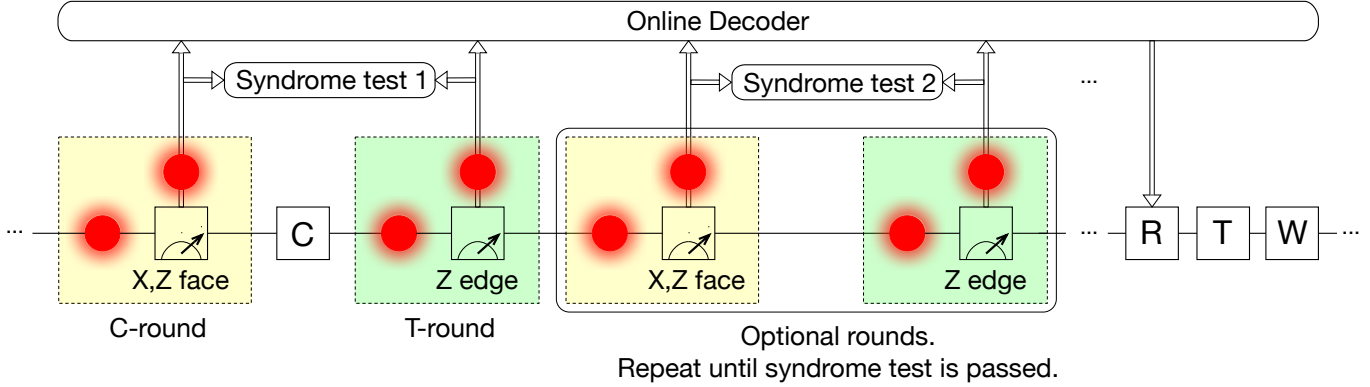 Online Decoder
Syndrome test 1
Syndrome test 2
...
...
C
...
R
T
W
...
X,Z face
Z edge
X,Z face
Z edge
C-round
T-round
Optional rounds.
Repeat until syndrome test is passed.